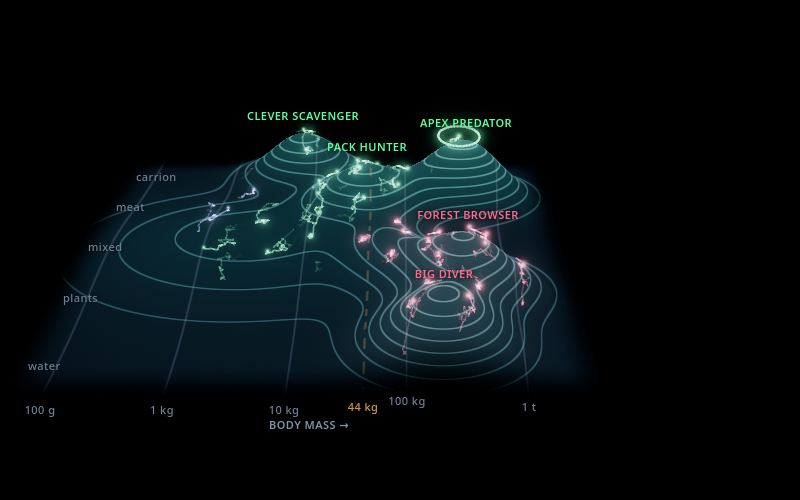 CLEVER SCAVENGER
APEX PREDATOR
PACK HUNTER
carrion
meat
FOREST BROWSER
mixed
BIG DIVER
plants
water
100 g
1 kg
10 kg
44 kg
100 kg
1 t
BODY MASS →